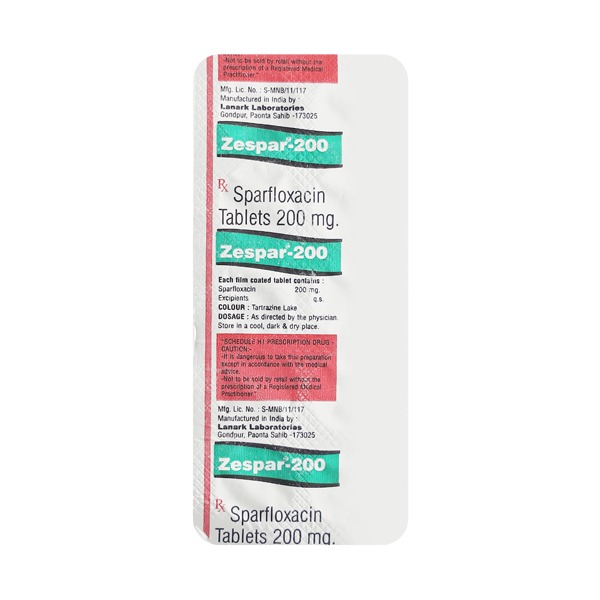 -Not to be sold by retail without the
prescription of a Registered Medical
Practitioner."
Mfg. Lic. No. : S-MNB/11/117
Manufactured in India by :
Lanark Laboratories
Gondpur, Paonta Sahib -173025
Zespar®-200
Rx Sparfloxacin
Tablets 200 mg.
Zespar®-200
Each film coated tablet contains :
Sparfloxacin 200 mg.
Excipients q.s.
COLOUR : Tartrazine Lake
DOSAGE : As directed by the physician.
Store in a cool, dark & dry place.
"SCHEDULE H1 PRESCRIPTION DRUG -
CAUTION:-
-It is dangerous to take this preparation
except in accordance with the medical
advice.
-Not to be sold by retail without the
prescription of a Registered Medical
Practitioner."
Mfg. Lic. No. : S-MNB/11/117
Manufactured in India by :
Lanark Laboratories
Gondpur, Paonta Sahib -173025
Zespar®-200
Rx Sparfloxacin
Tablets 200 mg.